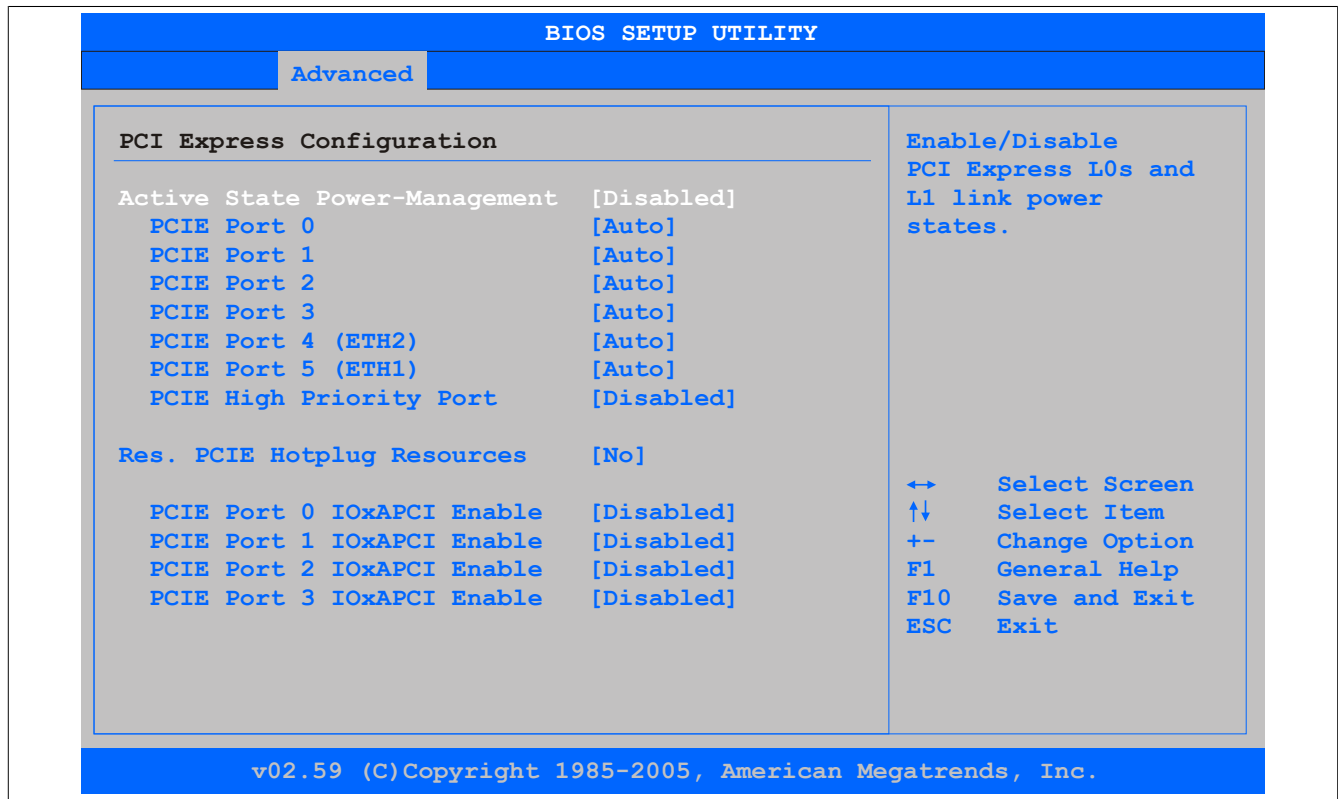 BIOS SETUP UTILITY
Advanced
PCI Express Configuration
Active State Power-Management [Disabled]
PCIE Port 0 [Auto]
PCIE Port 1 [Auto]
PCIE Port 2 [Auto]
PCIE Port 3 [Auto]
PCIE Port 4 (ETH2) [Auto]
PCIE Port 5 (ETH1) [Auto]
PCIE High Priority Port [Disabled]
Res. PCIE Hotplug Resources [No]
PCIE Port 0 IOxAPCI Enable [Disabled]
PCIE Port 1 IOxAPCI Enable [Disabled]
PCIE Port 2 IOxAPCI Enable [Disabled]
PCIE Port 3 IOxAPCI Enable [Disabled]
Enable/Disable
PCI Express L0s and
L1 link power
states.
↔ Select Screen
↑↓ Select Item
+- Change Option
F1 General Help
F10 Save and Exit
ESC Exit
v02.59 (C)Copyright 1985-2005, American Megatrends, Inc.